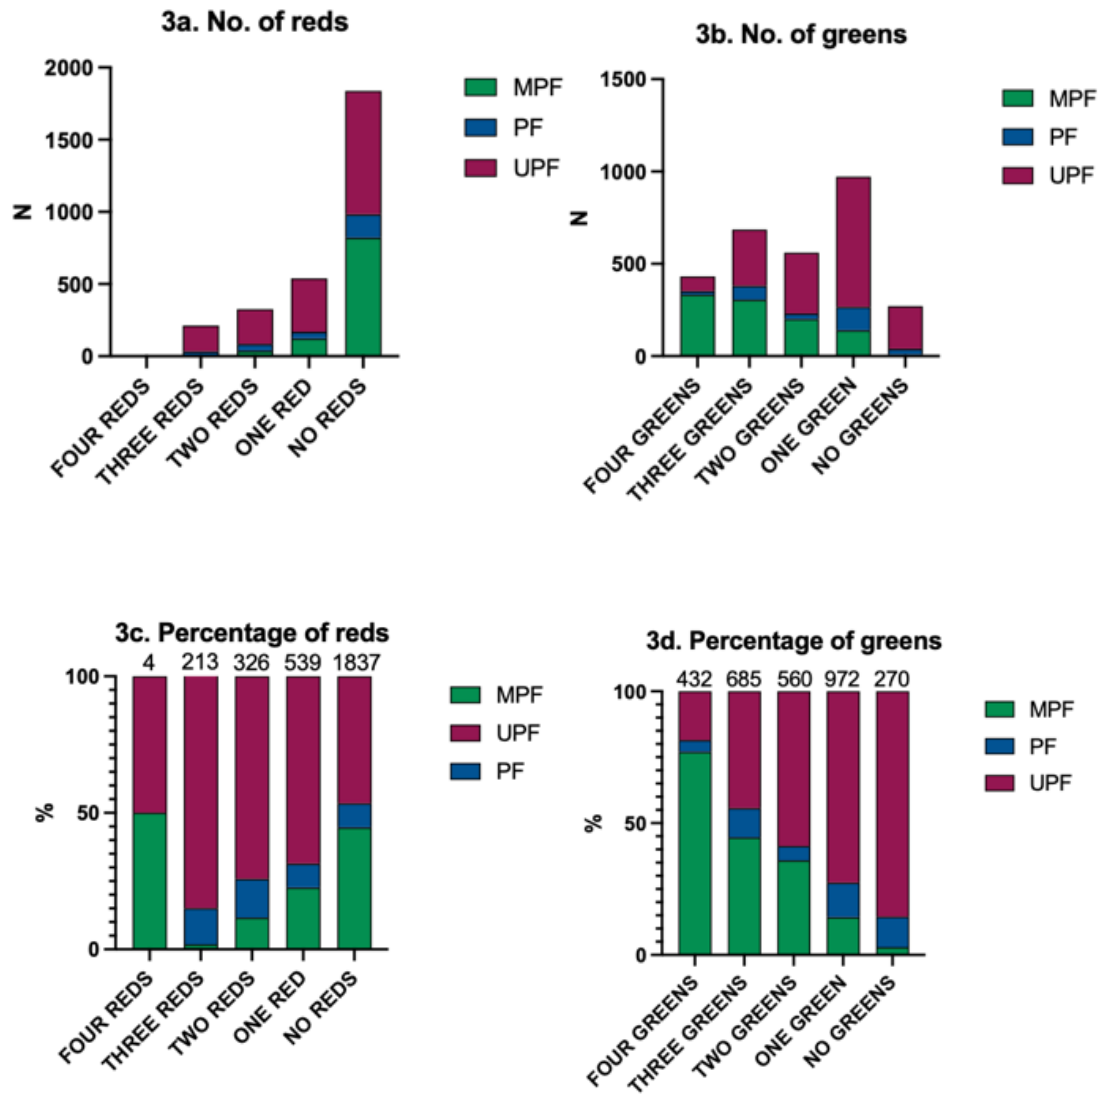 3a. No. of reds
2000
1500
1000
500
0
N
MPF
PF
UPF
FOUR REDS
THREE REDS
TWO REDS
ONE RED
NO REDS
3b. No. of greens
1500
1000
500
0
N
MPF
PF
UPF
FOUR GREENS
THREE GREENS
TWO GREENS
ONE GREEN
NO GREENS
3c. Percentage of reds
4 213 326 539 1837
100
50
0
%
MPF
UPF
PF
FOUR REDS
THREE REDS
TWO REDS
ONE RED
NO REDS
3d. Percentage of greens
432 685 560 972 270
100
50
0
%
MPF
PF
UPF
FOUR GREENS
THREE GREENS
TWO GREENS
ONE GREEN
NO GREENS